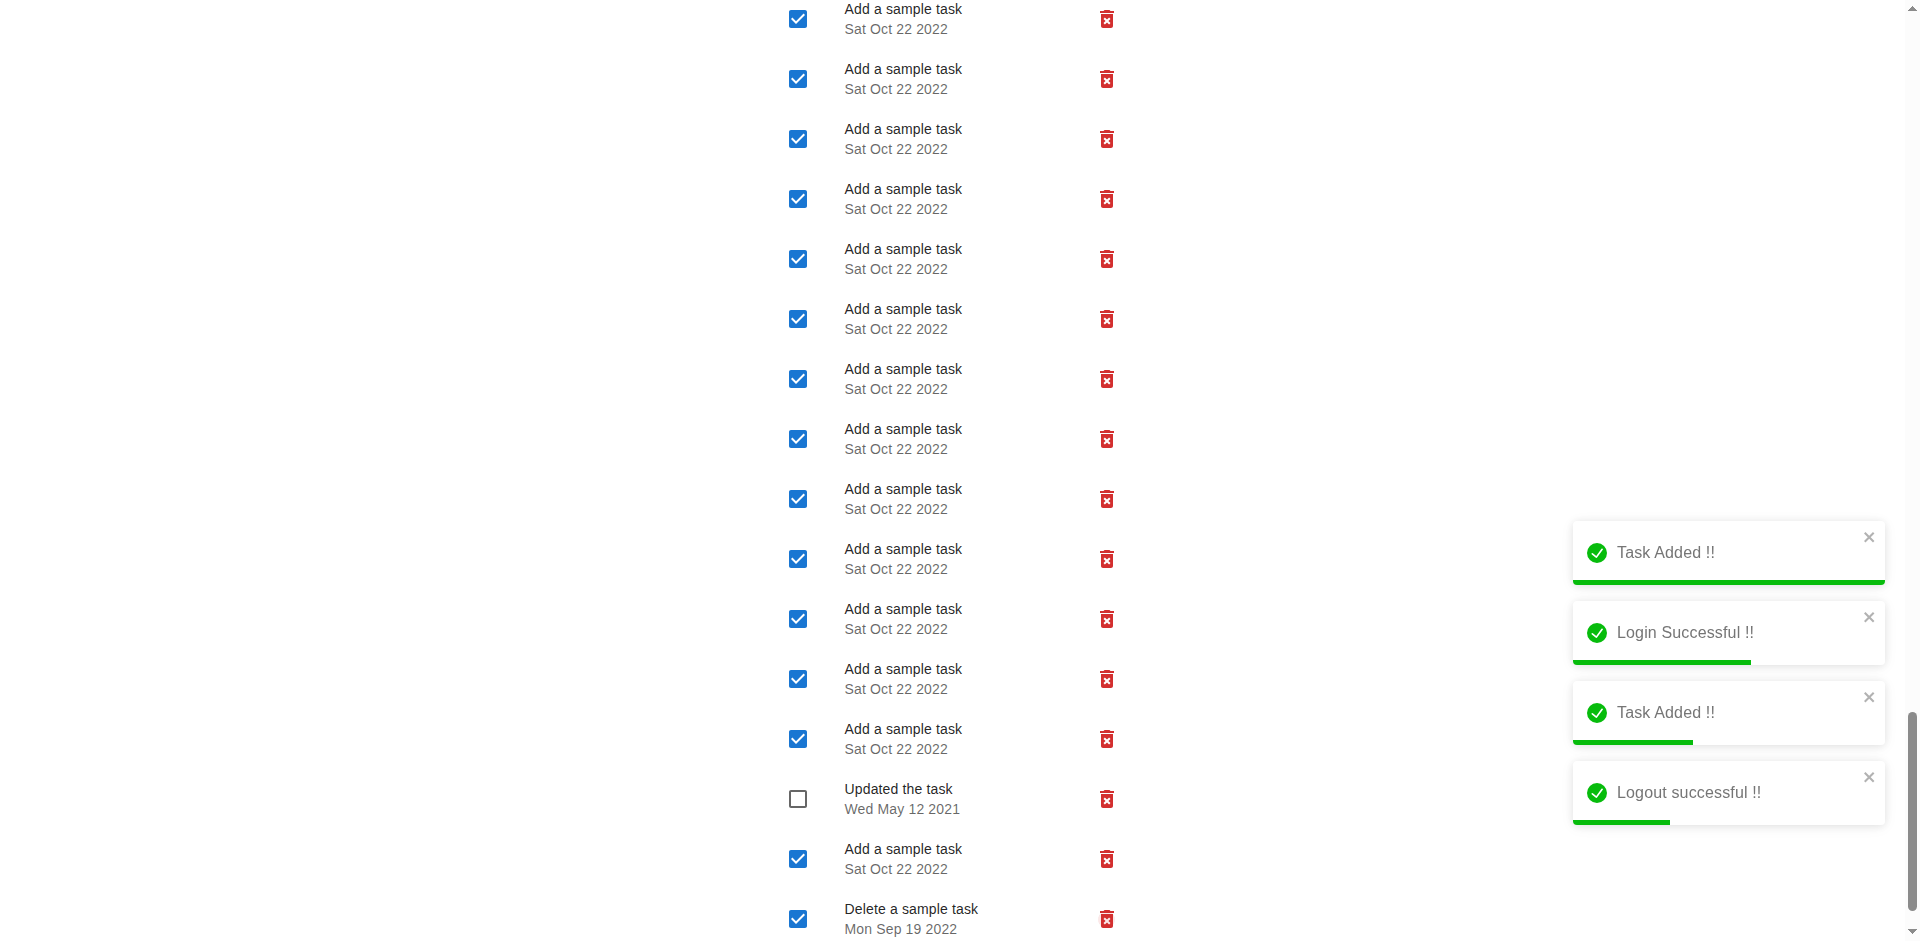 Add a sample task
Sat Oct 22 2022
Add a sample task
Sat Oct 22 2022
Add a sample task
Sat Oct 22 2022
Add a sample task
Sat Oct 22 2022
Add a sample task
Sat Oct 22 2022
Add a sample task
Sat Oct 22 2022
Add a sample task
Sat Oct 22 2022
Add a sample task
Sat Oct 22 2022
Add a sample task
Sat Oct 22 2022
Add a sample task
Sat Oct 22 2022
Add a sample task
Sat Oct 22 2022
Add a sample task
Sat Oct 22 2022
Add a sample task
Sat Oct 22 2022
Updated the task
Wed May 12 2021
Add a sample task
Sat Oct 22 2022
Delete a sample task
Mon Sep 19 2022
Task Added !!
Login Successful !!
Task Added !!
Logout successful !!